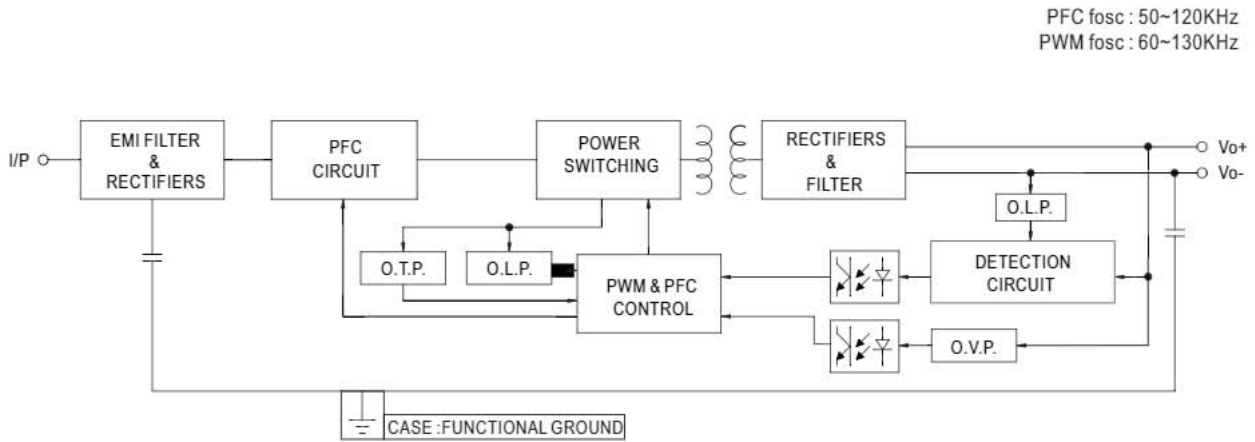 PFC fosc : 50~120KHz
PWM fosc : 60~130KHz
I/P
EMI FILTER
&
RECTIFIERS
PFC
CIRCUIT
POWER
SWITCHING
RECTIFIERS
&
FILTER
Vo+
Vo-
O.L.P.
O.T.P.
O.L.P.
PWM & PFC
CONTROL
DETECTION
CIRCUIT
O.V.P.
CASE :FUNCTIONAL GROUND